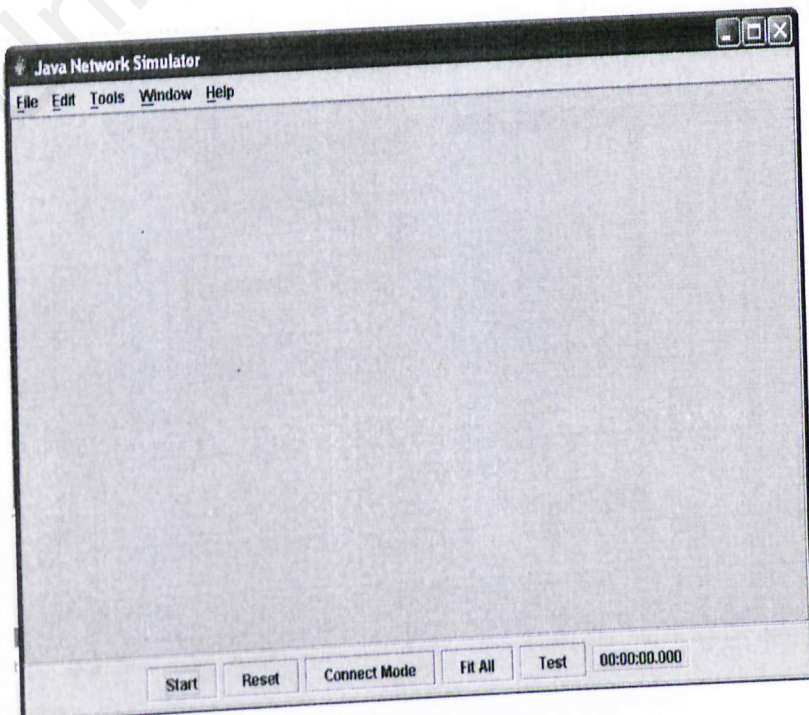 Java Network Simulator
File Edit Tools Window Help
Start Reset Connect Mode Fit All Test 00:00:00.000